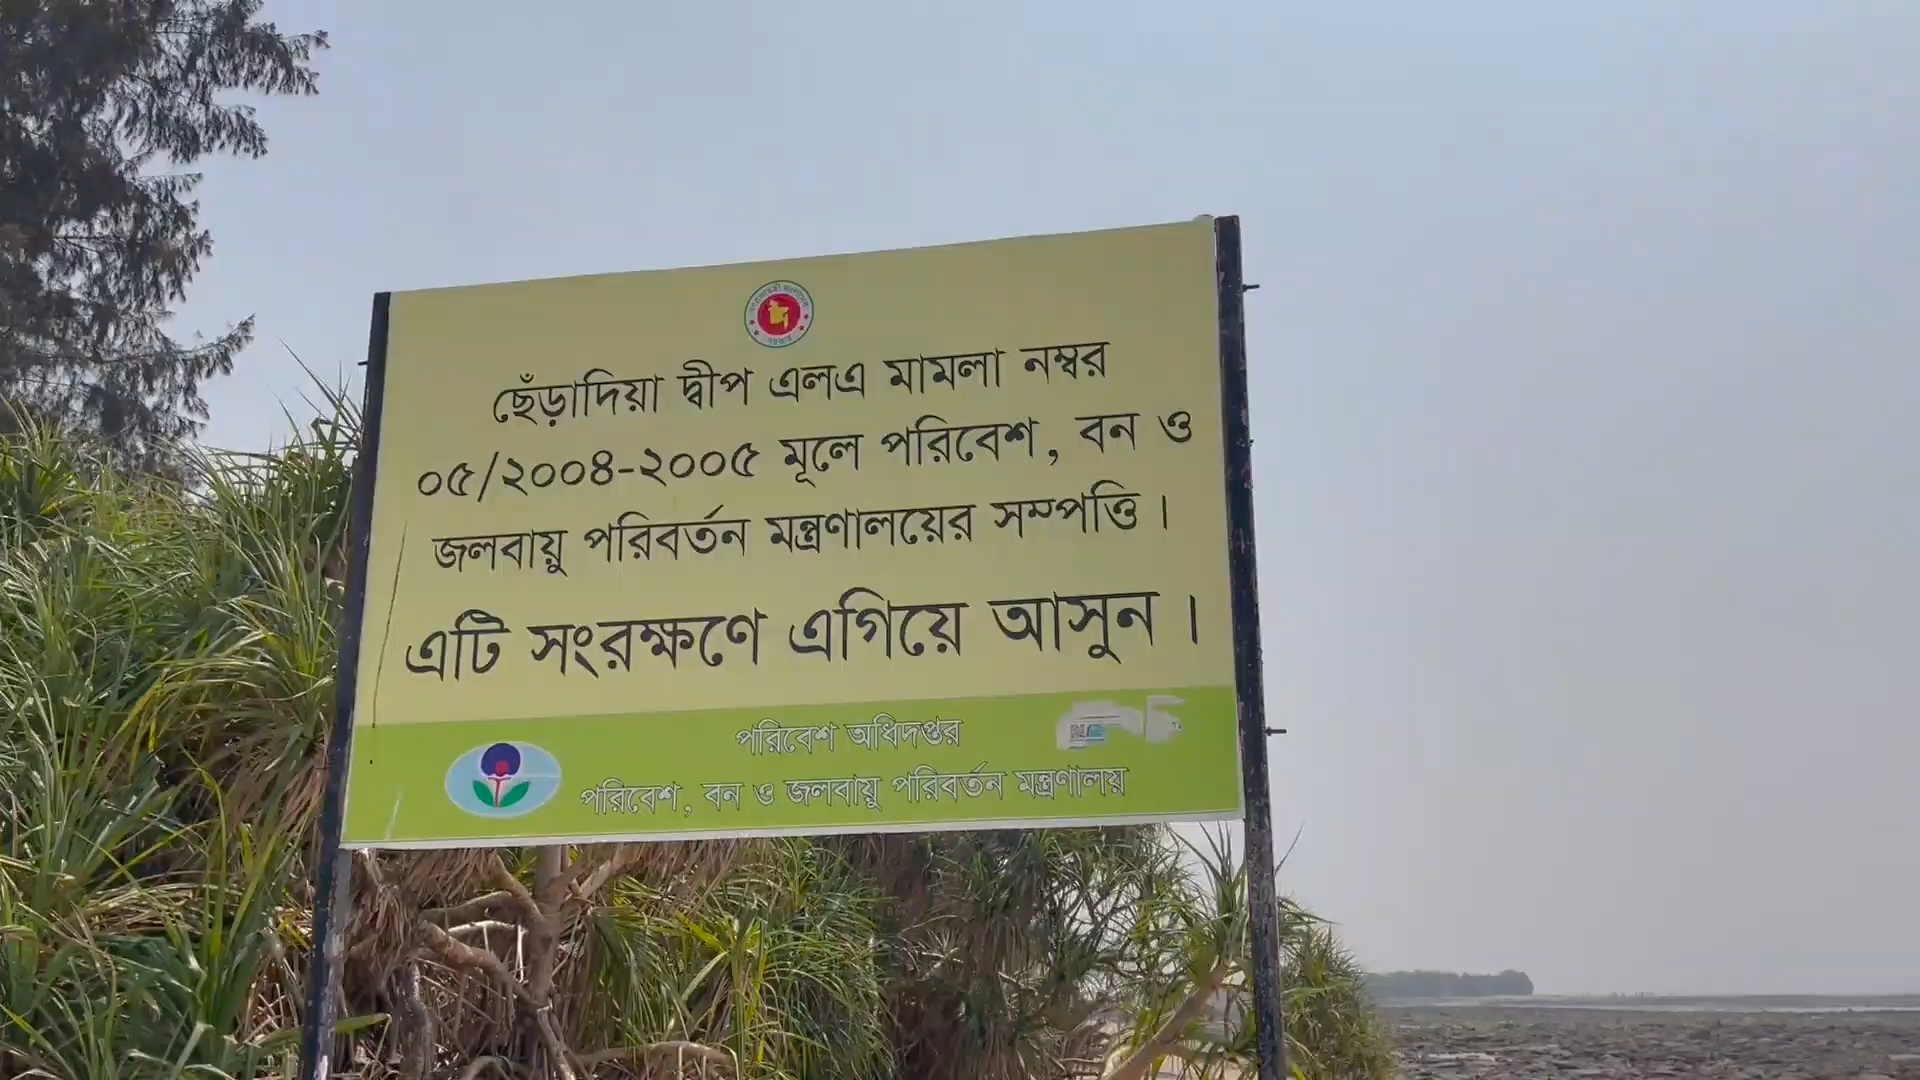 ছেঁড়াদিয়া দ্বীপ এলএ মামলা নম্বর
০৫/২০০৪-২০০৫ মূলে পরিবেশ, বন ও
জলবায়ু পরিবর্তন মন্ত্রণালয়ের সম্পত্তি।
এটি সংরক্ষণে এগিয়ে আসুন।
পরিবেশ অধিদপ্তর
পরিবেশ, বন ও জলবায়ু পরিবর্তন মন্ত্রণালয়